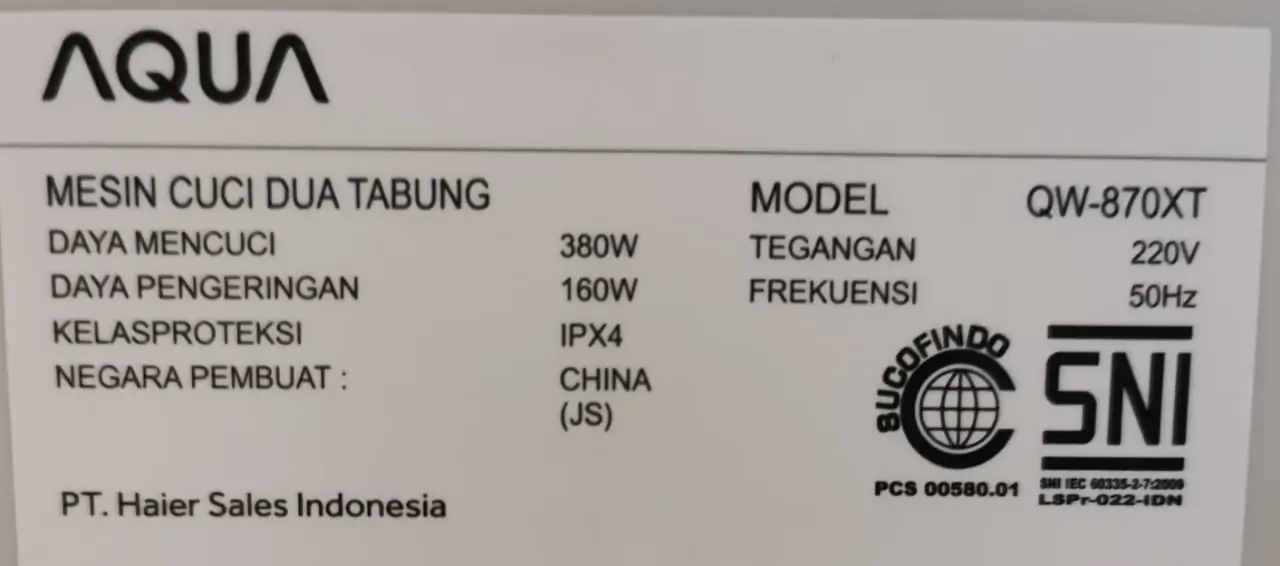 AQUA
MESIN CUCI DUA TABUNG
DAYA MENCUCI 380W
DAYA PENGERINGAN 160W
KELASPROTEKSI IPX4
NEGARA PEMBUAT : CHINA
(JS)
PT. Haier Sales Indonesia
MODEL QW-870XT
TEGANGAN 220V
FREKUENSI 50Hz
SUCOFINDO
PCS 00580.01
SNI
SNI IEC 60335-2-7:2009
LSPr-022-IDN